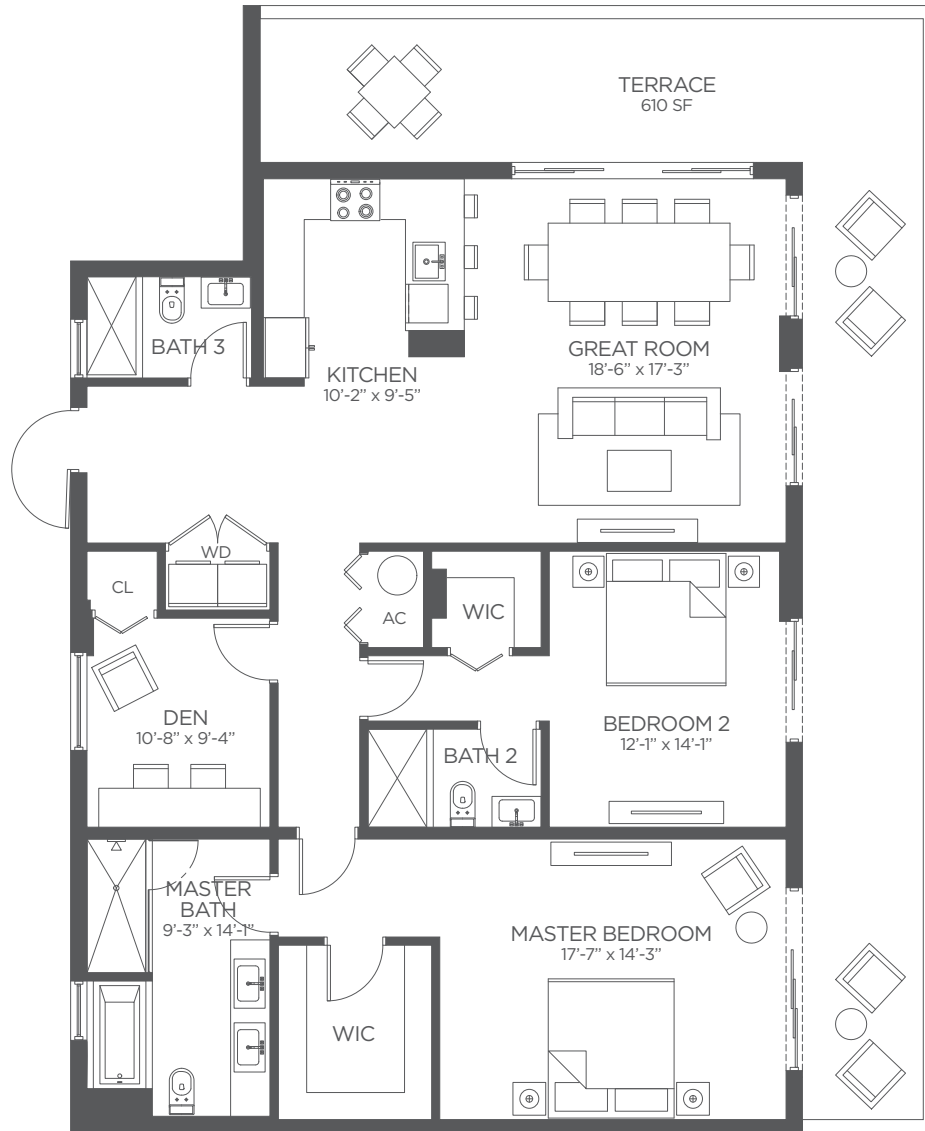 TERRACE
610 SF
BATH 3
KITCHEN
10'-2” x 9'-5”
GREAT ROOM
18'-6” x 17'-3”
WD
CL
AC
WIC
DEN
10'-8” x 9'-4”
BATH 2
BEDROOM 2
12'-1” x 14'-1”
MASTER
BATH
9'-3” x 14'-1”
MASTER BEDROOM
17'-7” x 14'-3”
WIC